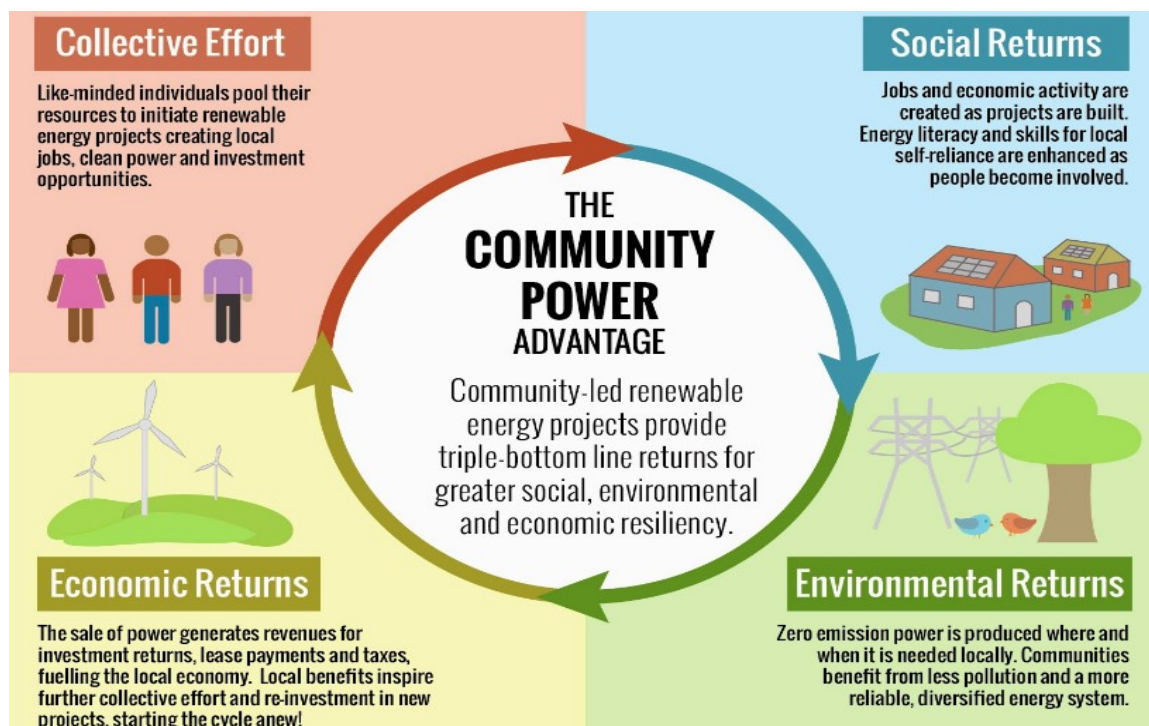 Collective Effort
Like-minded individuals pool their
resources to initiate renewable
energy projects creating local
jobs, clean power and investment
opportunities.
Social Returns
Jobs and economic activity are
created as projects are built.
Energy literacy and skills for local
self-reliance are enhanced as
people become involved.
THE
COMMUNITY
POWER
ADVANTAGE
Community-led renewable
energy projects provide
triple-bottom line returns for
greater social, environmental
and economic resiliency.
Economic Returns
The sale of power generates revenues for
investment returns, lease payments and taxes,
fuelling the local economy. Local benefits inspire
further collective effort and re-investment in new
projects, starting the cycle anew!
Environmental Returns
Zero emission power is produced where and
when it is needed locally. Communities
benefit from less pollution and a more
reliable, diversified energy system.